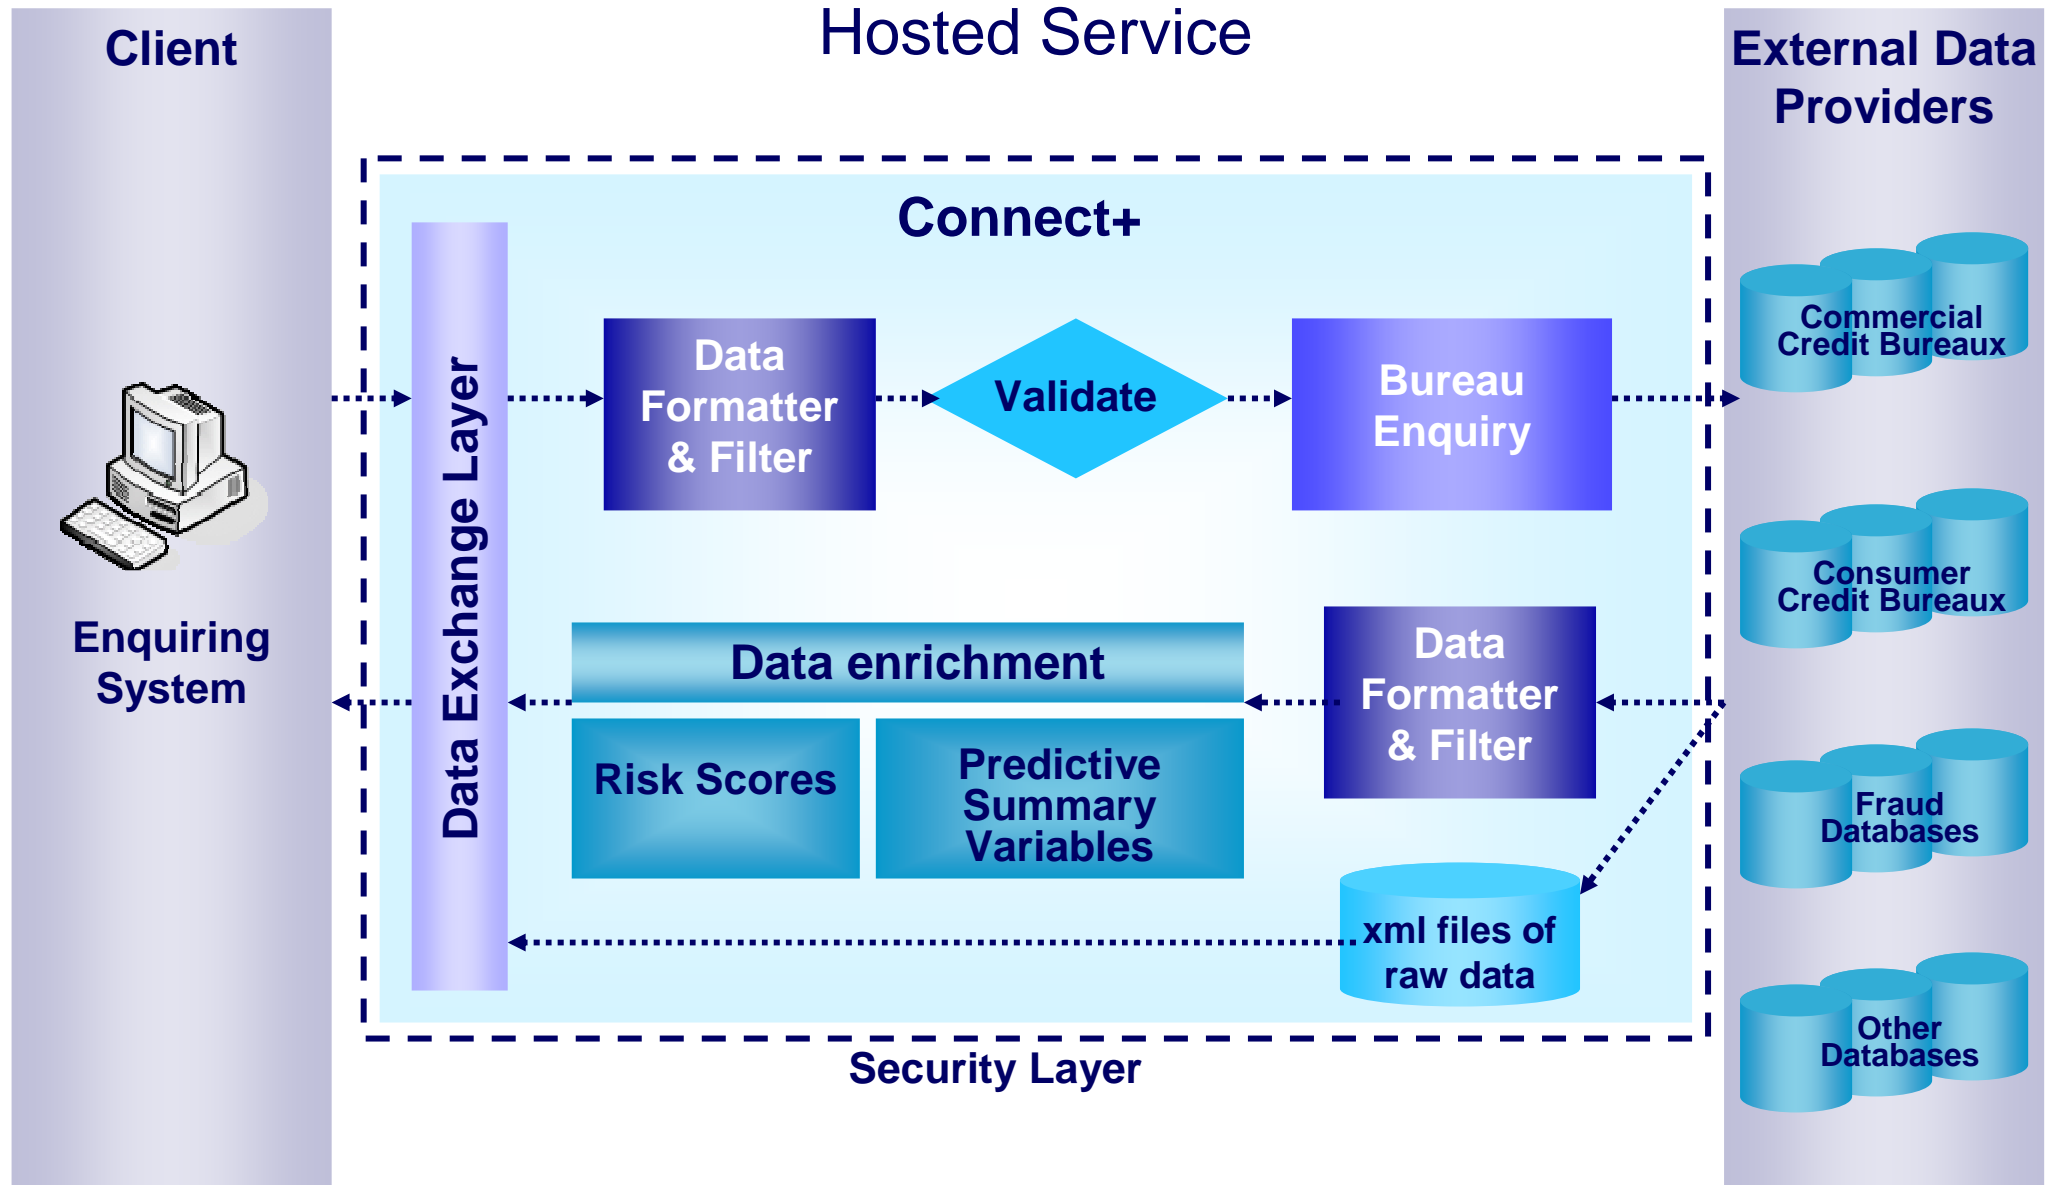 Client
Hosted Service
External Data
Providers
Connect+
Data Exchange Layer
Data
Formatter
& Filter
Validate
Bureau
Enquiry
Commercial
Credit Bureaux
Consumer
Credit Bureaux
Enquiring
System
Data enrichment
Data
Formatter
& Filter
Risk Scores
Predictive
Summary
Variables
Fraud
Databases
xml files of
raw data
Other
Databases
Security Layer